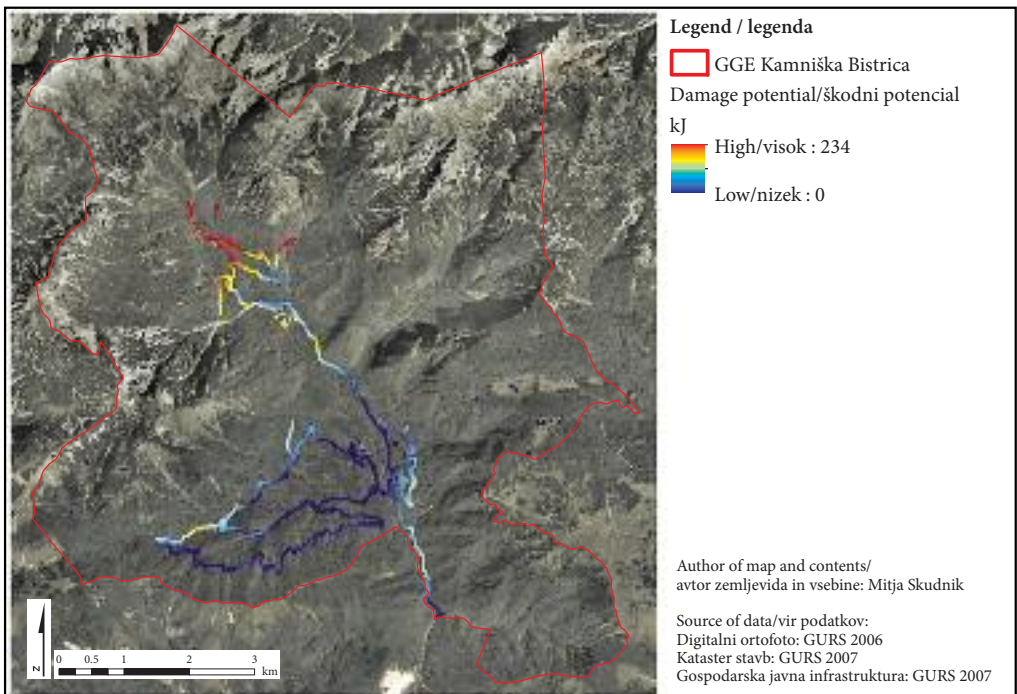 Legend / legenda
GGE Kamniška Bistrica
Damage potential/škodni potencial
kJ
High/visok : 234
Low/nizek : 0
Author of map and contents/
avtor zemljevida in vsebine: Mitja Skudnik
Source of data/vir podatkov:
Digitalni ortofoto: GURS 2006
Kataster stavb: GURS 2007
Gospodarska javna infrastruktura: GURS 2007
N
0 0.5 1 2 3
km